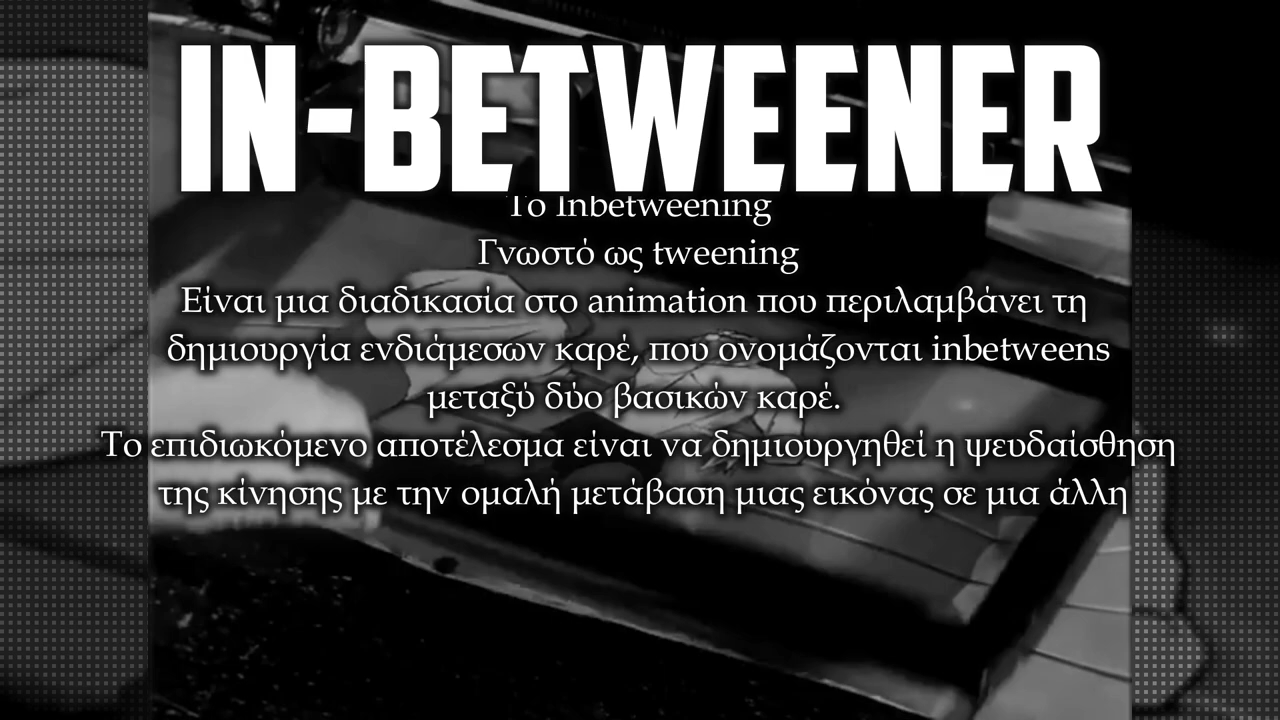 IN-BETWEENER
Το Inbetweening
Γνωστό ως tweening
Είναι μια διαδικασία στο animation που περιλαμβάνει τη
δημιουργία ενδιάμεσων καρέ, που ονομάζονται inbetweens
μεταξύ δύο βασικών καρέ.
Το επιδιωκόμενο αποτέλεσμα είναι να δημιουργηθεί η ψευδαίσθηση
της κίνησης με την ομαλή μετάβαση μιας εικόνας σε μια άλλη